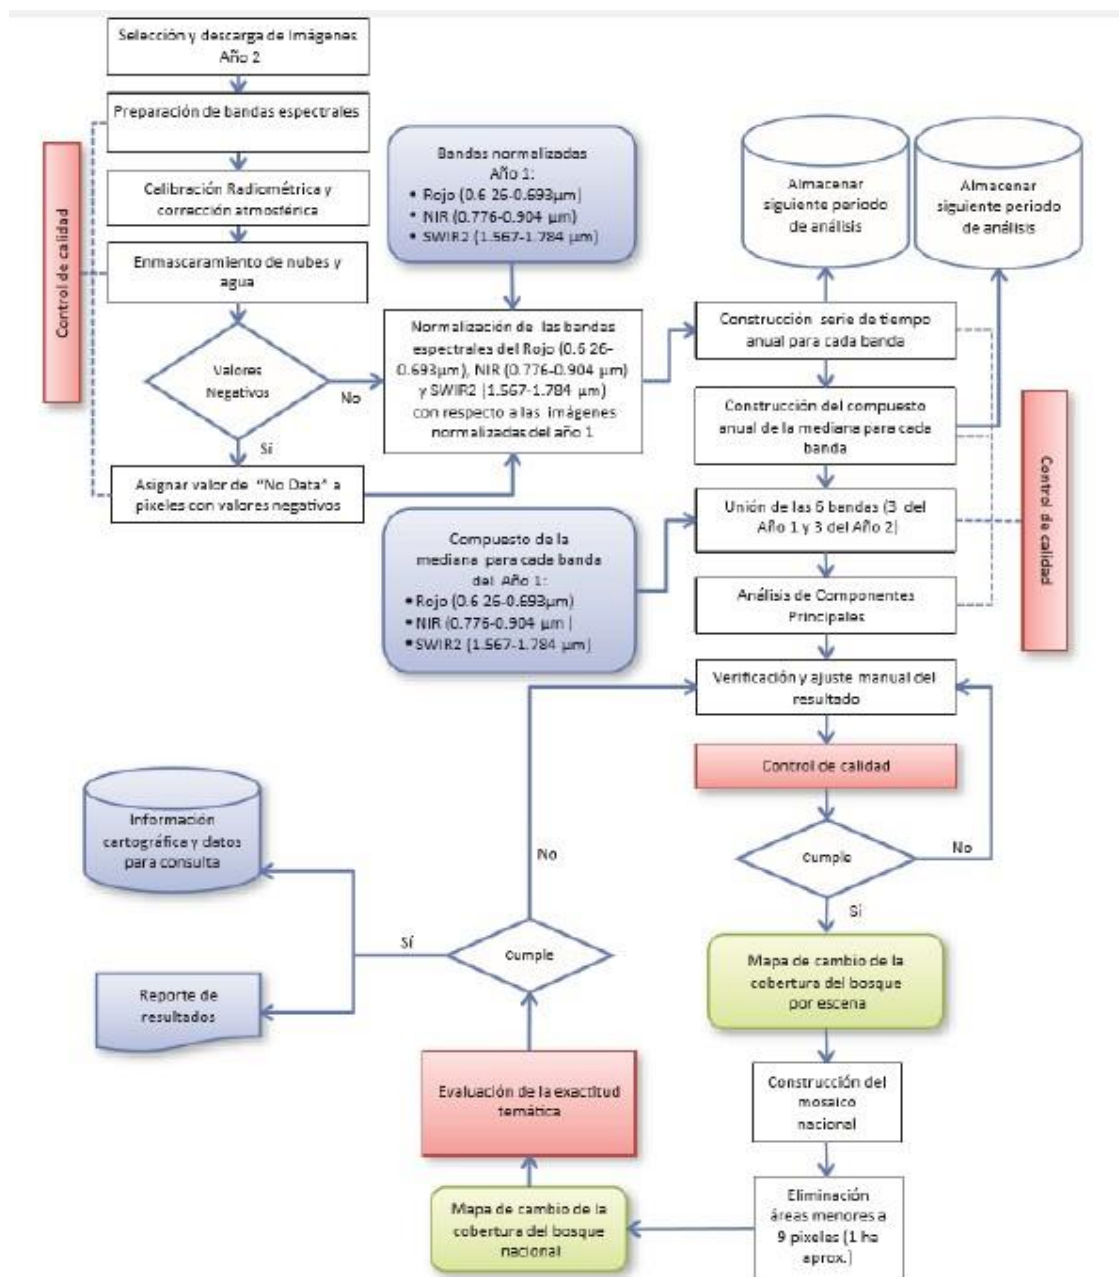 Selección y descarga de Imágenes
Año 2
Preparación de bandas espectrales
Calibración Radiométrica y
corrección atmosférica
Enmascaramiento de nubes y
agua
Control de calidad
Valores
Negativos
No
Sí
Asignar valor de "No Data" a
pixeles con valores negativos
Bandas normalizadas
Año 1:
• Rojo (0.6 26-0.693µm)
• NIR (0.776-0.904 µm)
• SWIR2 (1.567-1.784 µm)
Normalización de las bandas
espectrales del Rojo (0.6 26-
0.693µm), NIR (0.776-0.904 µm)
y SWIR2 (1.567-1.784 µm)
con respecto a las imágenes
normalizadas del año 1
Compuesto de la
mediana para cada banda
del Año 1:
• Rojo (0.6 26-0.693µm)
• NIR (0.776-0.904 µm )
• SWIR2 (1.567-1.784 µm)
Almacenar
siguiente periodo
de análisis
Almacenar
siguiente periodo
de análisis
Construcción serie de tiempo
anual para cada banda
Construcción del compuesto
anual de la mediana para cada
banda
Unión de las 6 bandas (3 del
Año 1 y 3 del Año 2)
Análisis de Componentes
Principales
Control de calidad
Verificación y ajuste manual del
resultado
Control de calidad
Cumple
No
Sí
Mapa de cambio de la
cobertura del bosque
por escena
Construcción del
mosaico
nacional
Eliminación
áreas menores a
9 pixeles (1 ha
aprox.)
Mapa de cambio de la
cobertura del bosque
nacional
Evaluación de la exactitud
temática
Cumple
No
Sí
Información
cartográfica y datos
para consulta
Reporte de
resultados